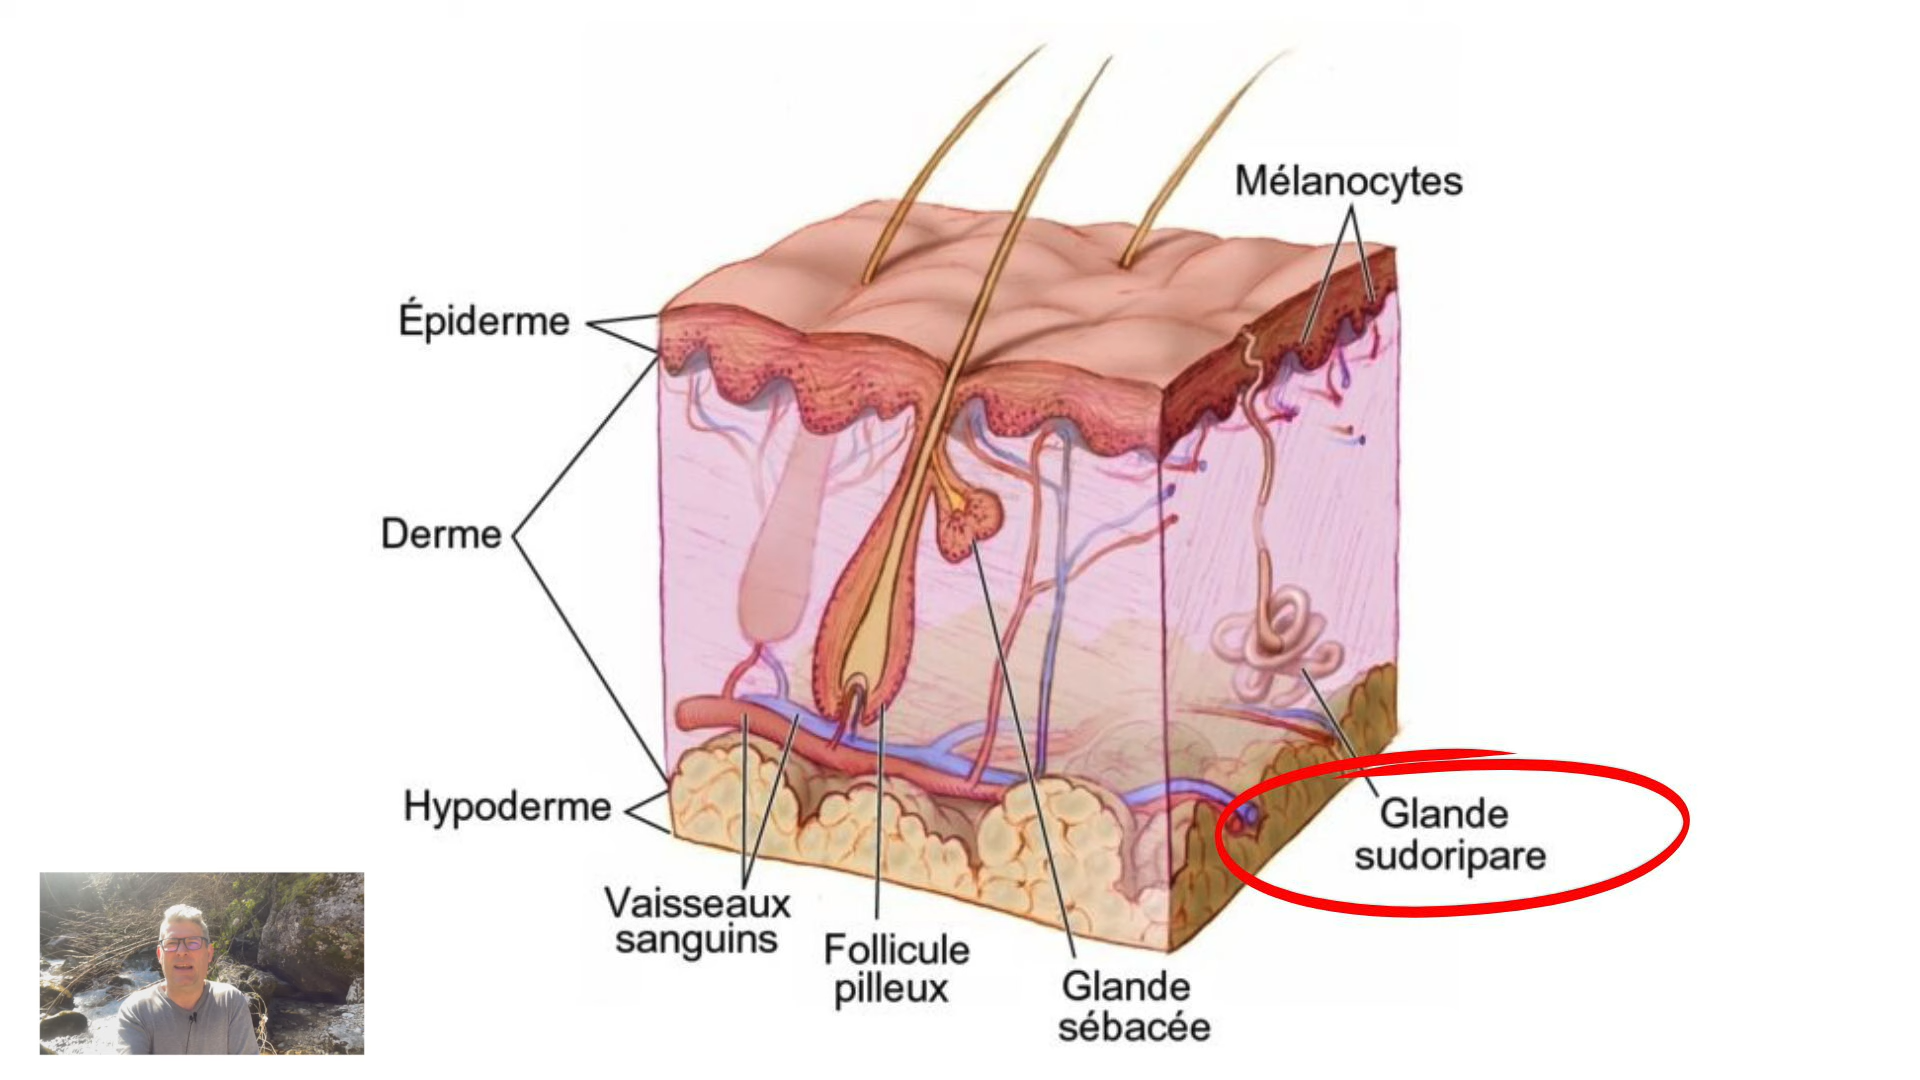 Mélanocytes
Épiderme
Derme
Hypoderme
Glande
sudoripare
Vaisseaux
sanguins
Follicule
pilleux
Glande
sébacée